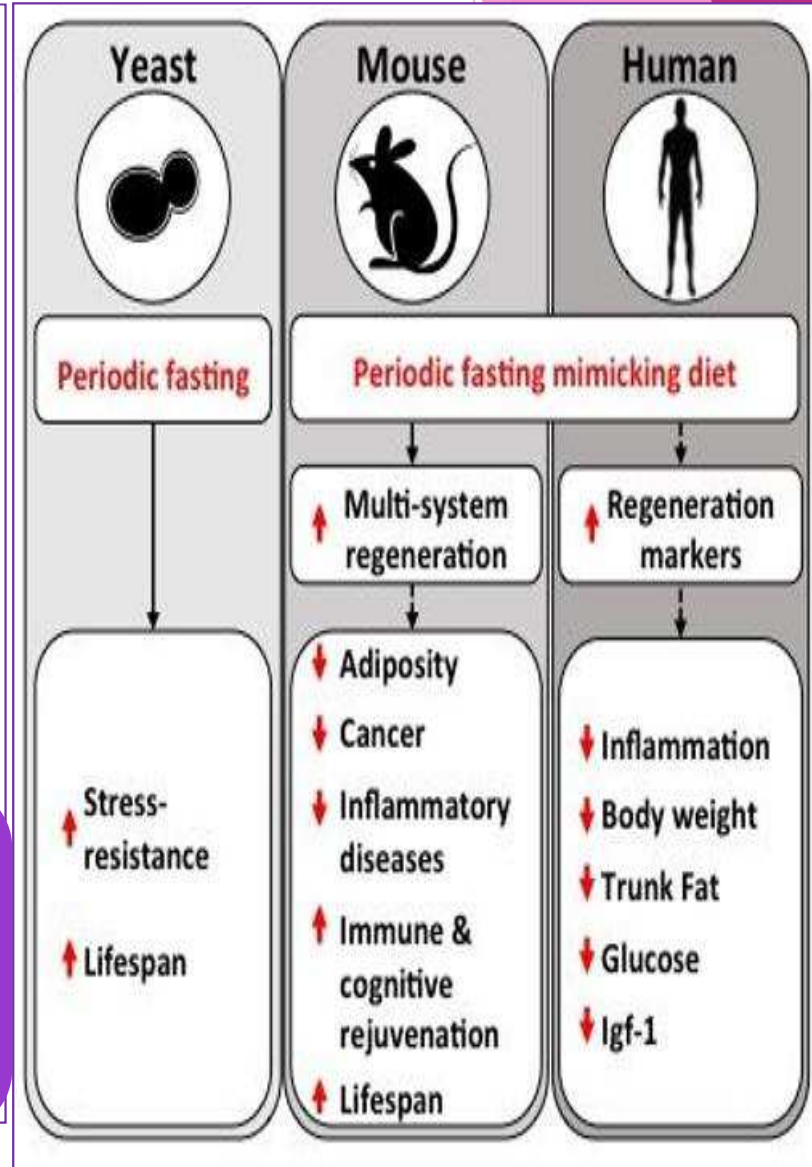 Yeast
Periodic fasting
Stress-
resistance
Lifespan
Mouse
Human
Periodic fasting mimicking diet
Multi-system
regeneration
Adiposity
Cancer
Inflammatory
diseases
Immune &
cognitive
rejuvenation
Lifespan
Regeneration
markers
Inflammation
Body weight
Trunk Fat
Glucose
Igf-1